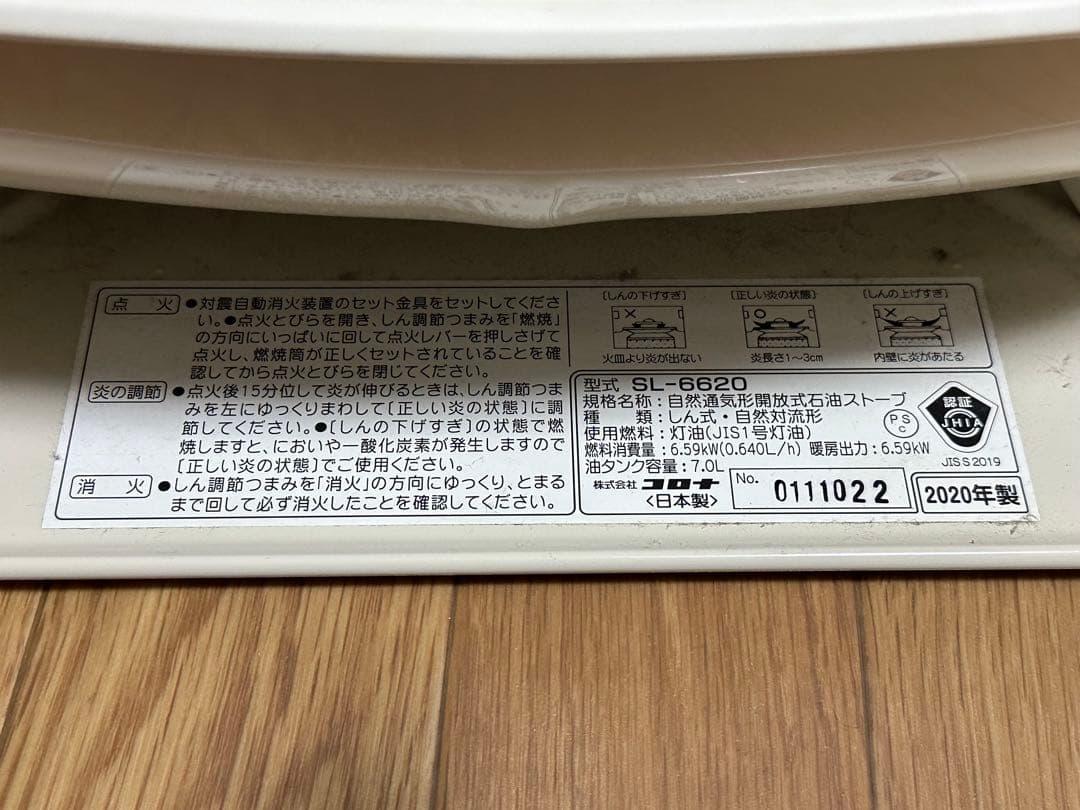 点 火
●対震自動消火装置のセット金具をセットしてくださ
い。●点火とびらを開き、しん調節つまみを「燃焼」
の方向にいっぱいに回して点火レバーを押しさげて
点火し、燃焼筒が正しくセットされていることを確
認してから点火とびらを閉じてください。
炎の調節
●点火後15分位して炎が伸びるときは、しん調節つま
みを左にゆっくりまわして[正しい炎の状態]に調
節してください。●[しんの下げすぎ]の状態で燃
焼しますと、においや一酸化炭素が発生しますので
[正しい炎の状態]でご使用ください。
消 火
●しん調節つまみを「消火」の方向にゆっくり、とまる
まで回して必ず消火したことを確認してください。
[しんの下げすぎ]
火皿より炎が出ない
[正しい炎の状態]
炎長さ1〜3cm
[しんの上げすぎ]
内壁に炎があたる
型式 SL-6620
規格名称:自然通気形開放式石油ストーブ
種 類:しん式・自然対流形
使用燃料:灯油(JIS1号灯油)
燃料消費量:6.59kW(0.640L/h) 暖房出力:6.59kW
油タンク容量:7.0L
株式会社 コロナ
<日本製>
No. 0111022
2020年製
PSC
認証
JHIA
JIS S 2019